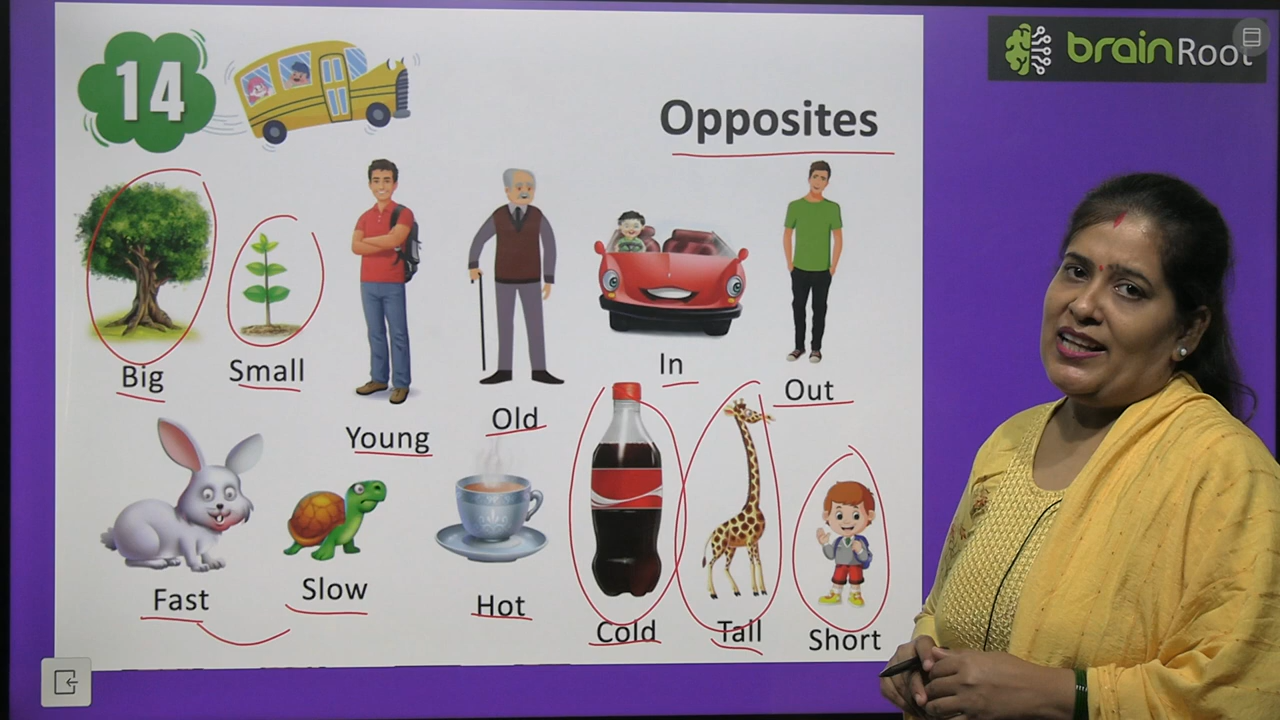 14
brainRoot
Opposites
Big
Small
Young
Old
In
Out
Fast
Slow
Hot
Cold
Tall
Short